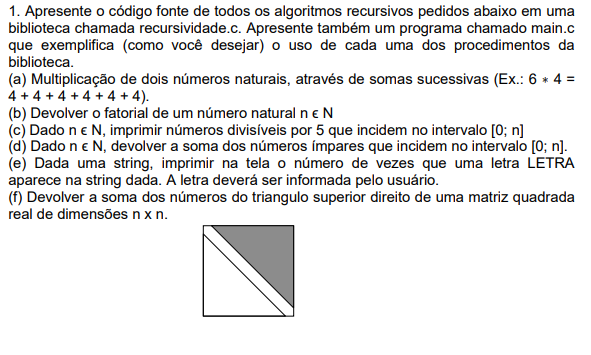 1. Apresente o código fonte de todos os algoritmos recursivos pedidos abaixo em uma
biblioteca chamada recursividade.c. Apresente também um programa chamado main.c
que exemplifica (como você desejar) o uso de cada uma dos procedimentos da
biblioteca.
(a) Multiplicação de dois números naturais, através de somas sucessivas (Ex.: 6 * 4 =
4 + 4 + 4 + 4 + 4 + 4).
(b) Devolver o fatorial de um número natural n ϵ N
(c) Dado n ϵ N, imprimir números divisíveis por 5 que incidem no intervalo [0; n]
(d) Dado n ϵ N, devolver a soma dos números ímpares que incidem no intervalo [0; n].
(e) Dada uma string, imprimir na tela o número de vezes que uma letra LETRA
aparece na string dada. A letra deverá ser informada pelo usuário.
(f) Devolver a soma dos números do triangulo superior direito de uma matriz quadrada
real de dimensões n x n.